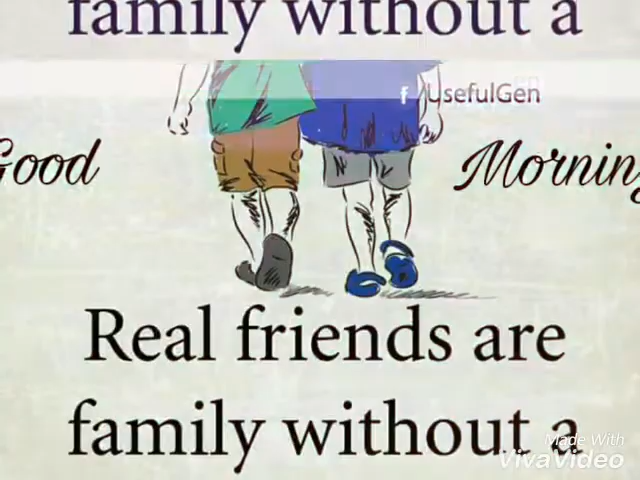 family without a
f /UsefulGen
Good Morning
Real friends are
family without a
Made With
VivaVideo